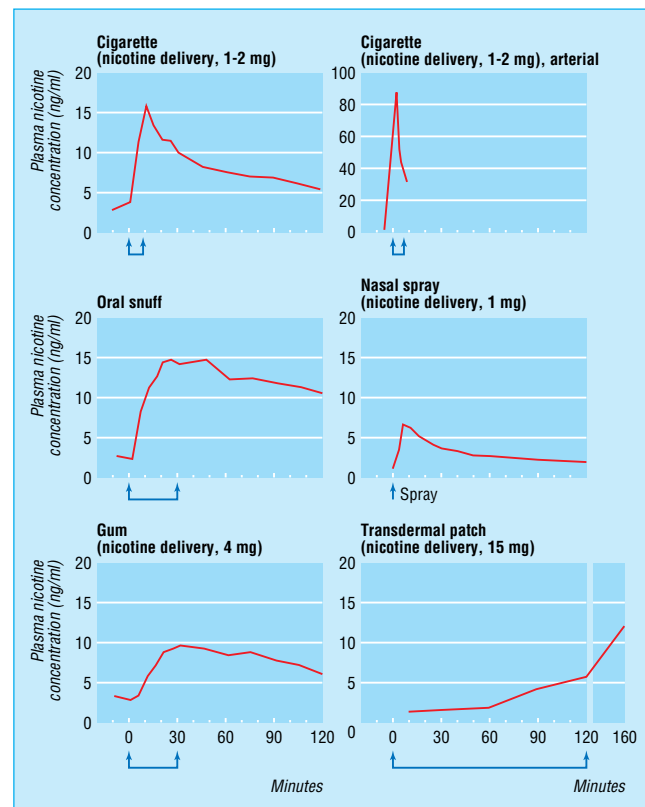 Cigarette
(nicotine delivery, 1-2 mg)
Plasma nicotine
concentration (ng/ml)
20
15
10
5
0
Cigarette
(nicotine delivery, 1-2 mg), arterial
100
80
60
40
20
0
Oral snuff
Plasma nicotine
concentration (ng/ml)
20
15
10
5
0
Nasal spray
(nicotine delivery, 1 mg)
20
15
10
5
0
Spray
Gum
(nicotine delivery, 4 mg)
Plasma nicotine
concentration (ng/ml)
20
15
10
5
0
0 30 60 90 120
Minutes
Transdermal patch
(nicotine delivery, 15 mg)
20
15
10
5
0
0 30 60 90 120 160
Minutes